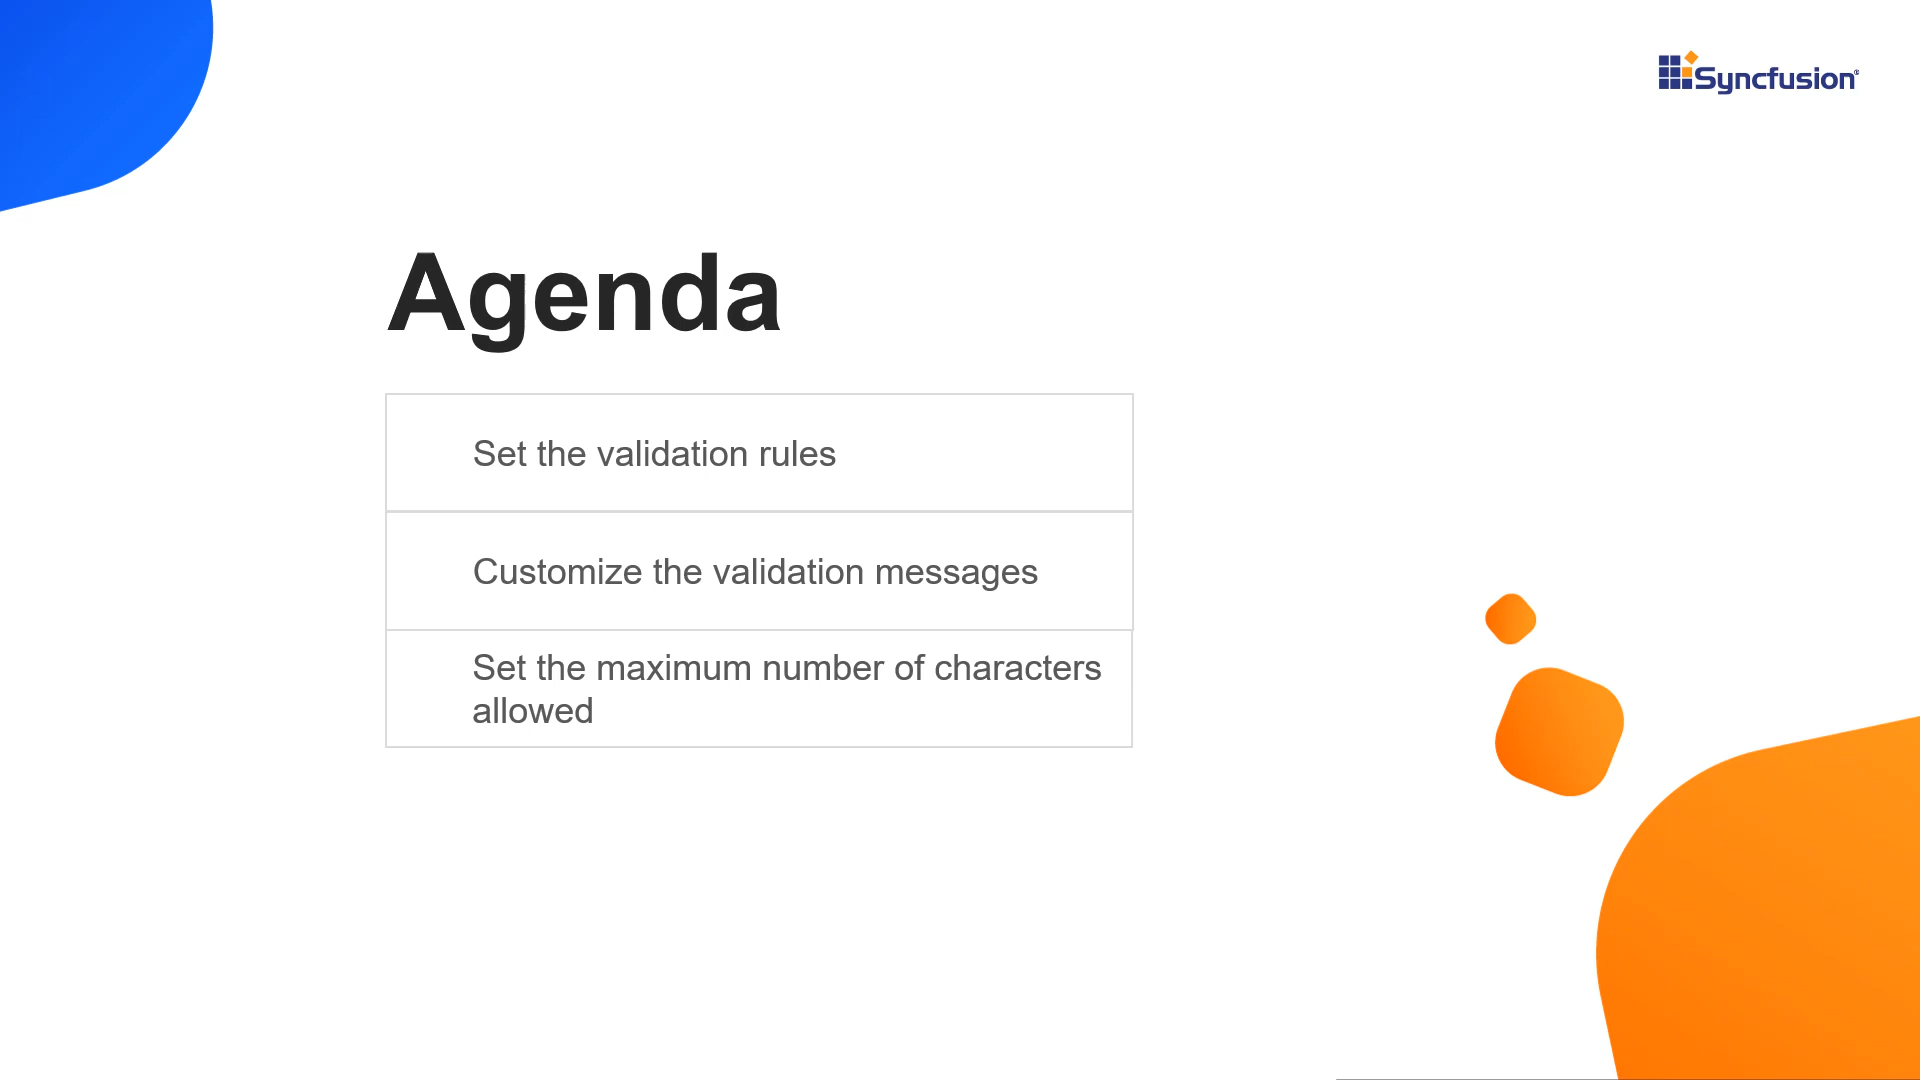 Syncfusion®
Agenda
Set the validation rules
Customize the validation messages
Set the maximum number of characters
allowed